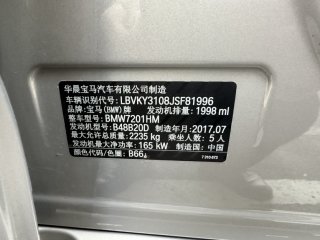 华晨宝马汽车有限公司制造
车辆识别代号: LBVKY3108JSF81996
品牌: 宝马(BMW)牌 发动机排量: 1998 ml
整车型号: BMW7201HM
发动机型号: B48B20D 制造年月: 2017.07
最大允许总质量: 2235 kg 乘坐人数: 5 人
发动机最大净功率: 165 kW 制造国: 中国
颜色代码/色屬: B66